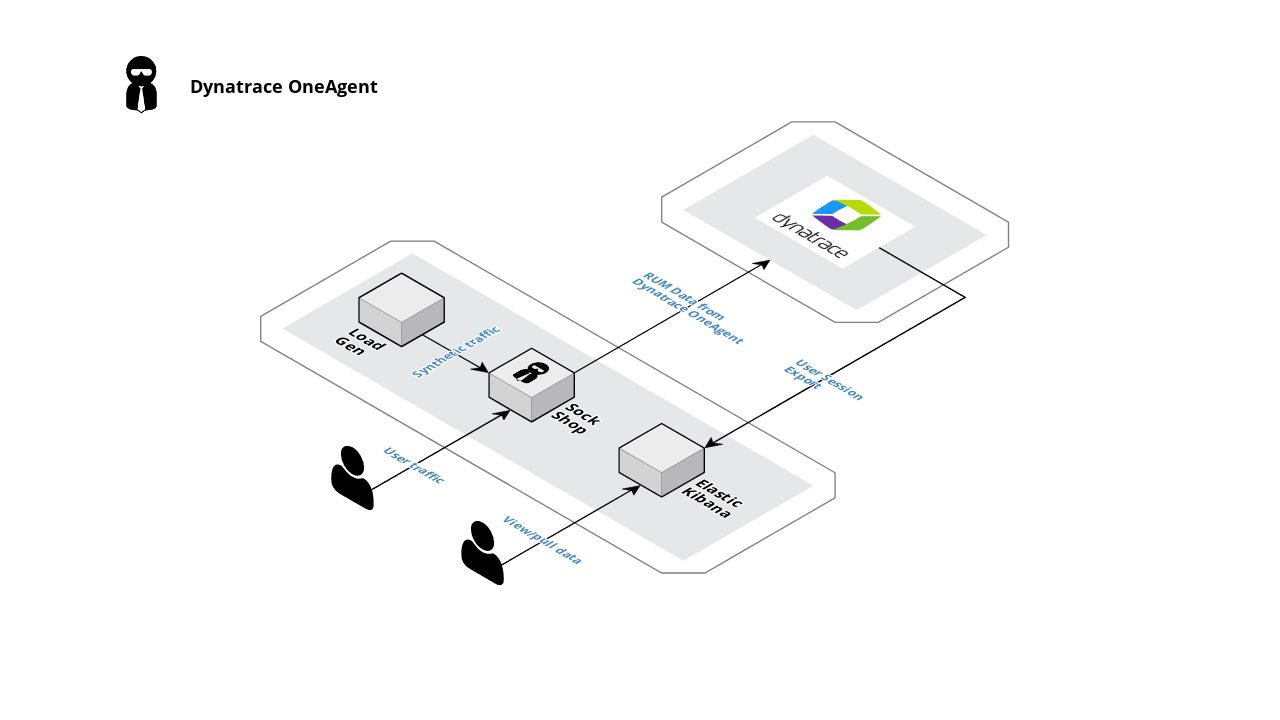 Dynatrace OneAgent
dynatrace
RUM Data from
Dynatrace OneAgent
Load
Gen
Synthetic traffic
Sock
Shop
User Session
Export
User traffic
Elastic
Kibana
View/pull data